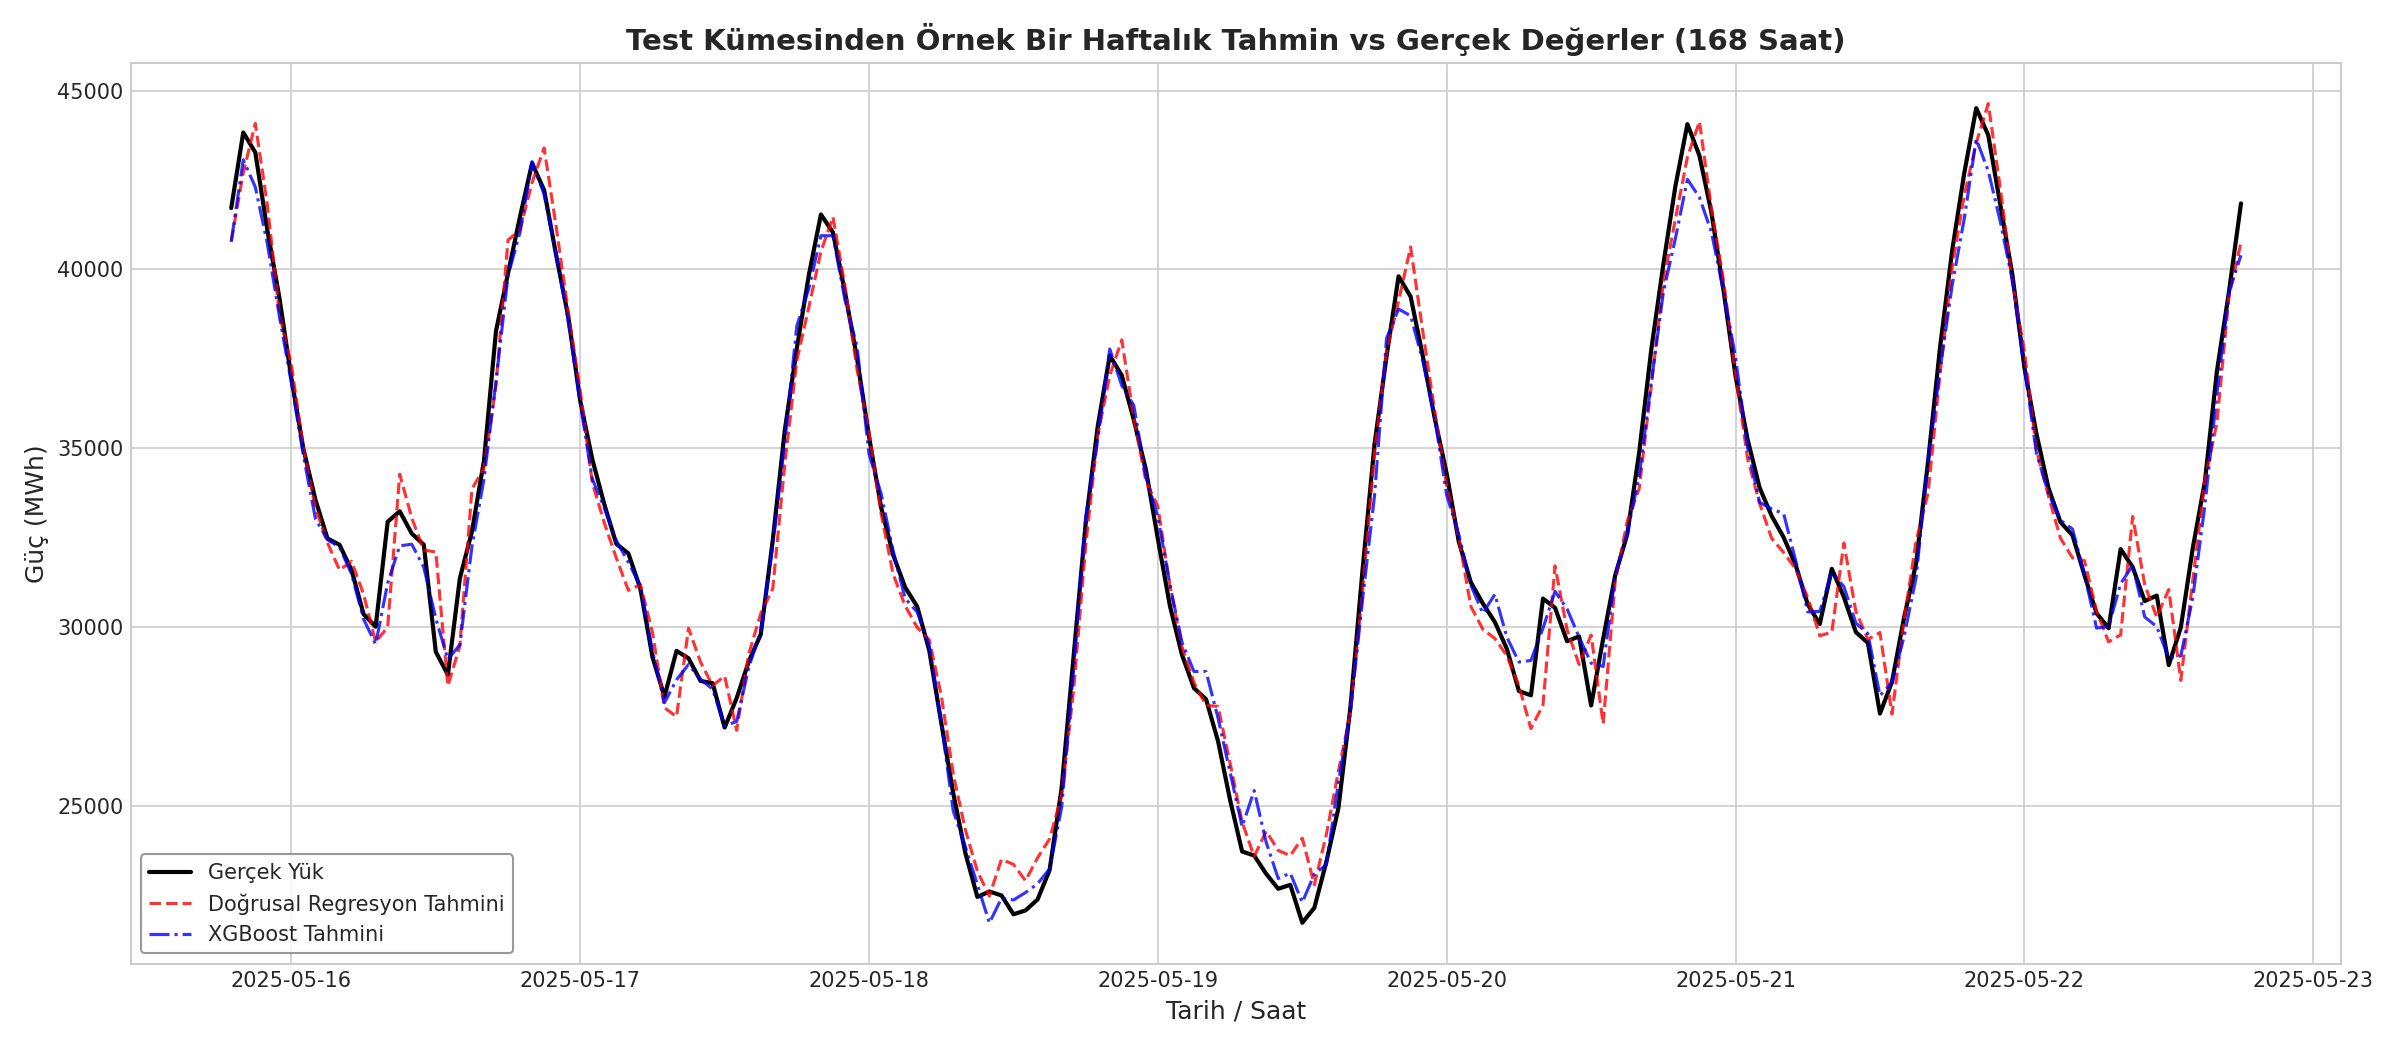 Test Kümesinden Örnek Bir Haftalık Tahmin vs Gerçek Değerler (168 Saat)
Güç (MWh)
45000
40000
35000
30000
25000
Gerçek Yük
Doğrusal Regresyon Tahmini
XGBoost Tahmini
2025-05-16 2025-05-17 2025-05-18 2025-05-19 2025-05-20 2025-05-21 2025-05-22 2025-05-23
Tarih / Saat